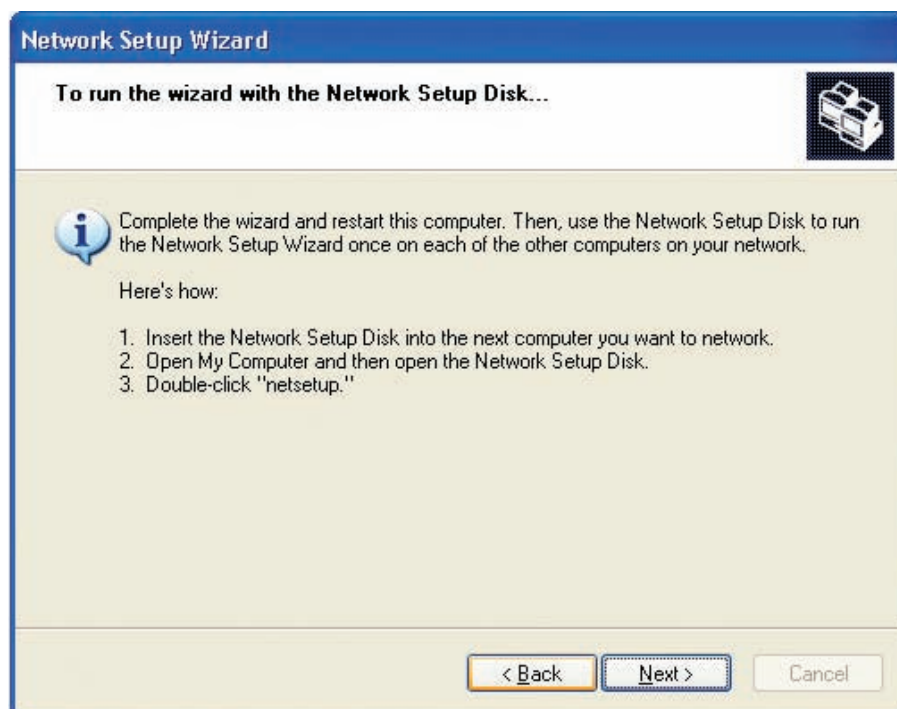 Network Setup Wizard
To run the wizard with the Network Setup Disk...
Complete the wizard and restart this computer. Then, use the Network Setup Disk to run
the Network Setup Wizard once on each of the other computers on your network.
Here's how:
1. Insert the Network Setup Disk into the next computer you want to network.
2. Open My Computer and then open the Network Setup Disk.
3. Double-click "netsetup."
< Back Next > Cancel